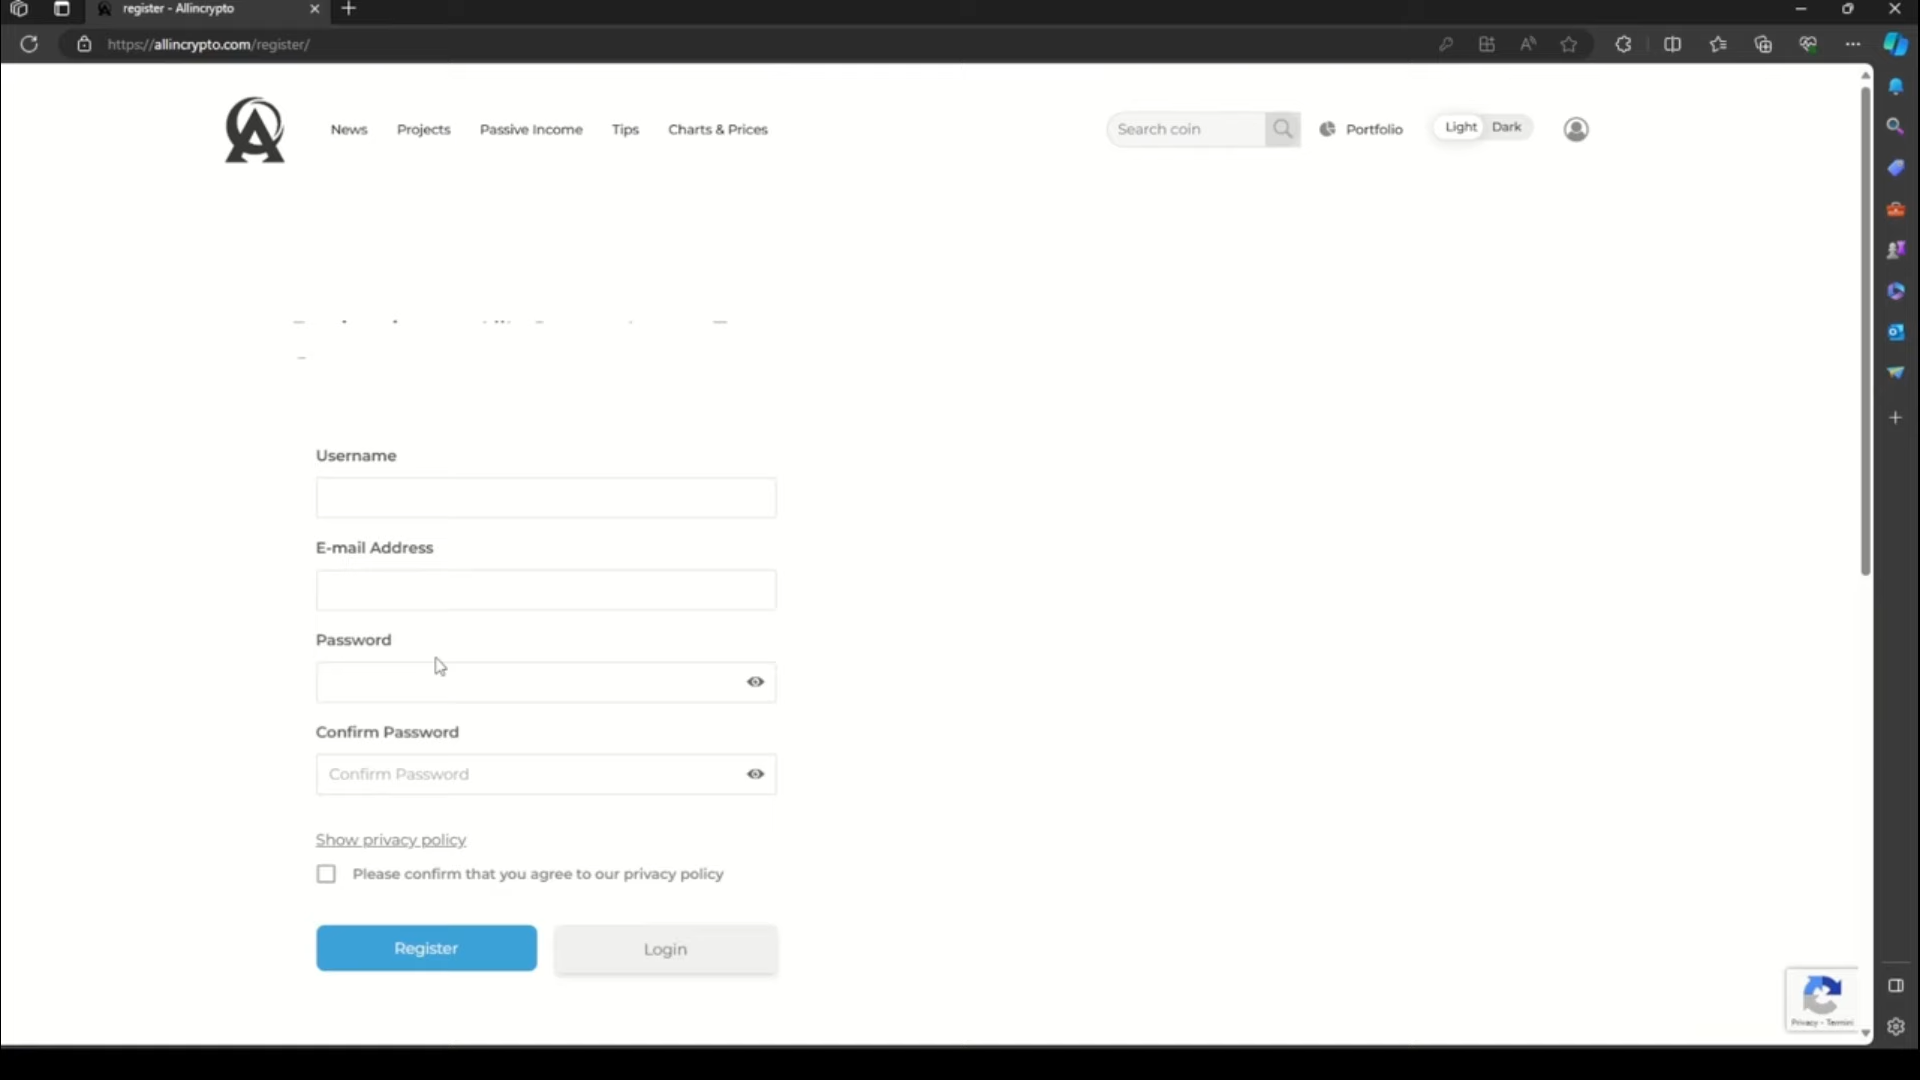 register - Allincrypto
https://allincrypto.com/register/
News Projects Passive Income Tips Charts & Prices Search coin Portfolio Light Dark
Username
E-mail Address
Password
Confirm Password
Confirm Password
Show privacy policy
Please confirm that you agree to our privacy policy
Register Login
Privacy - Termini